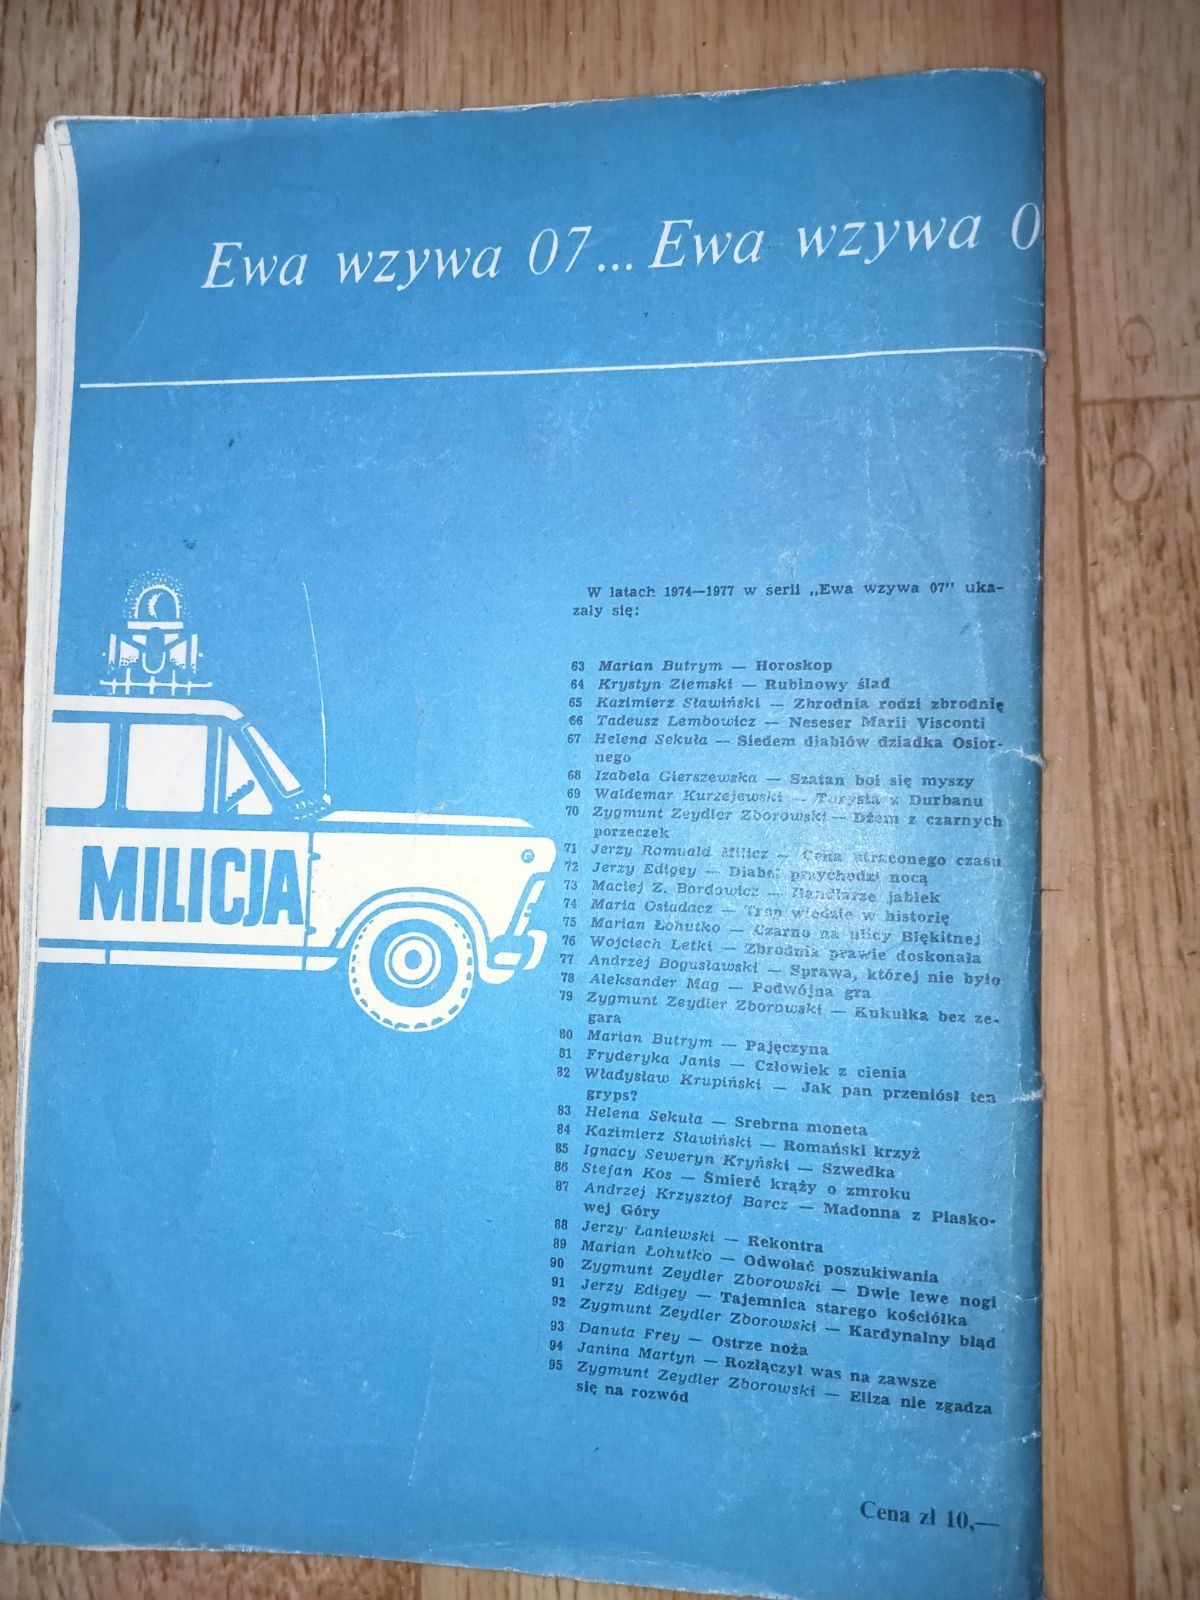 Ewa wzywa 07... Ewa wzywa 0
MILICJA
W latach 1974—1977 w serii „Ewa wzywa 07” uka-
zały się:
63 Marian Butrym — Horoskop
64 Krystyn Ziemski — Rubinowy ślad
65 Kazimierz Sławiński — Zbrodnia rodzi zbrodnię
66 Tadeusz Lembowicz — Neseser Marii Visconti
67 Helena Sekuła — Siedem diabłów dziadka Osior-
nego
68 Izabela Gierszewska — Szatan boi się myszy
69 Waldemar Kurzejewski — Turysta z Durbanu
70 Zygmunt Zeydler Zborowski — Dżem z czarnych
porzeczek
71 Jerzy Romuald Milicz — Cena straconego czasu
72 Jerzy Edigey — Diabeł przychodzi nocą
73 Maciej Z. Bordowicz — Handlarze jabłek
74 Maria Osiadacz — Trop wiedzie w historię
75 Marian Łohutko — Czarno na ulicy Błękitnej
76 Wojciech Letki — Zbrodnia prawie doskonała
77 Andrzej Bogusławski — Sprawa, której nie było
78 Aleksander Mag — Podwójna gra
79 Zygmunt Zeydler Zborowski — Kukułka bez ze-
gara
80 Marian Butrym — Pajęczyna
81 Fryderyka Janis — Człowiek z cienia
82 Władysław Krupiński — Jak pan przeniósł ten
gryps?
83 Helena Sekuła — Srebrna moneta
84 Kazimierz Sławiński — Romański krzyż
85 Ignacy Seweryn Kryński — Szwedka
86 Stefan Kos — Śmierć krąży o zmroku
87 Andrzej Krzysztof Barcz — Madonna z Piasko-
wej Góry
88 Jerzy Łaniewski — Rekontra
89 Marian Łohutko — Odwołać poszukiwania
90 Zygmunt Zeydler Zborowski — Dwie lewe nogi
91 Jerzy Edigey — Tajemnica starego kościółka
92 Zygmunt Zeydler Zborowski — Kardynalny błąd
93 Danuta Frey — Ostrze noża
94 Janina Martyn — Rozłączył was na zawsze
95 Zygmunt Zeydler Zborowski — Eliza nie zgadza
się na rozwód
Cena zł 10,—